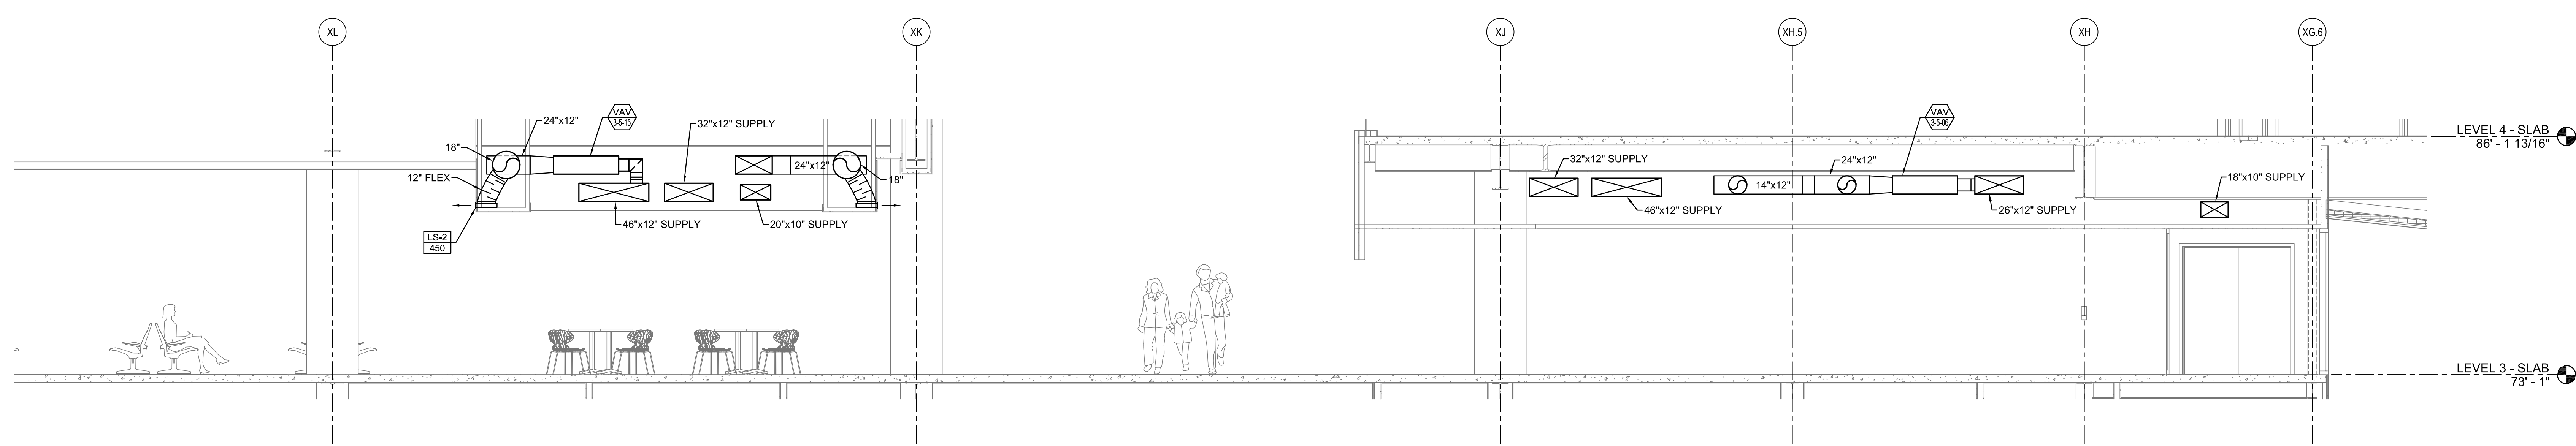 XL
XK
XJ
XH.5
XH
XG.6
VAV
3-5-15
24"x12"
32"x12" SUPPLY
18"
12" FLEX
24"x12"
18"
46"x12" SUPPLY
20"x10" SUPPLY
LS-2
450
VAV
3-5-06
32"x12" SUPPLY
24"x12"
14"x12"
46"x12" SUPPLY
26"x12" SUPPLY
18"x10" SUPPLY
LEVEL 4 - SLAB
86' - 1 13/16"
LEVEL 3 - SLAB
73' - 1"